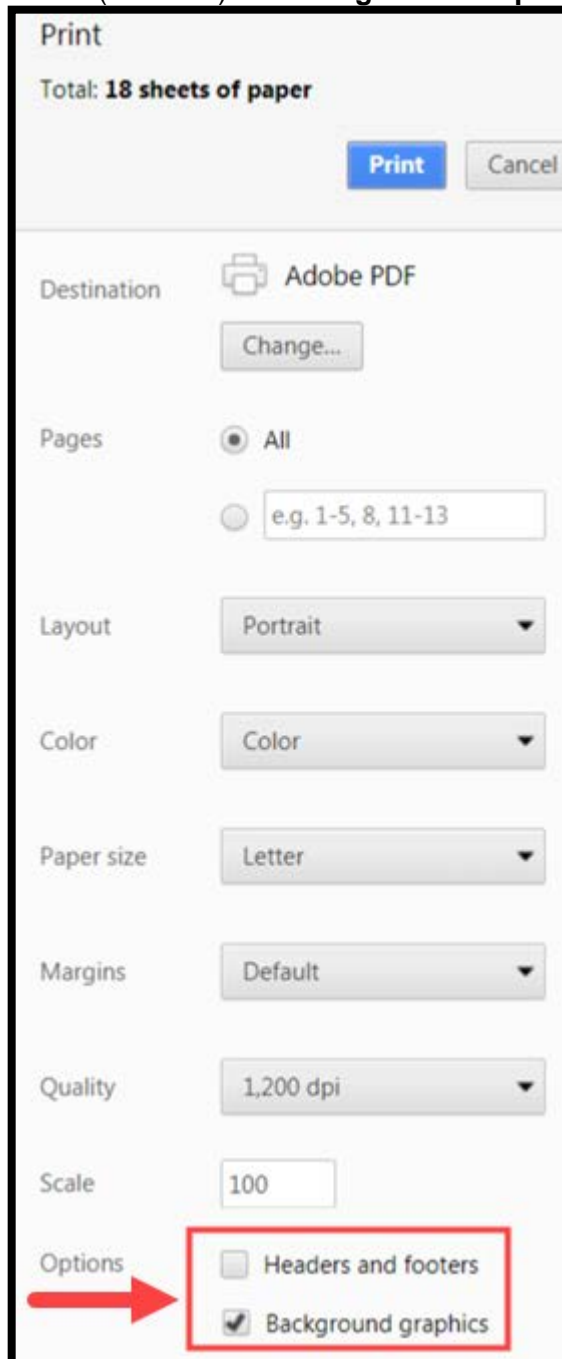 Print
Total: 18 sheets of paper
Print Cancel
Destination Adobe PDF
Change...
Pages All
e.g. 1-5, 8, 11-13
Layout Portrait
Color Color
Paper size Letter
Margins Default
Quality 1,200 dpi
Scale 100
Options Headers and footers
Background graphics